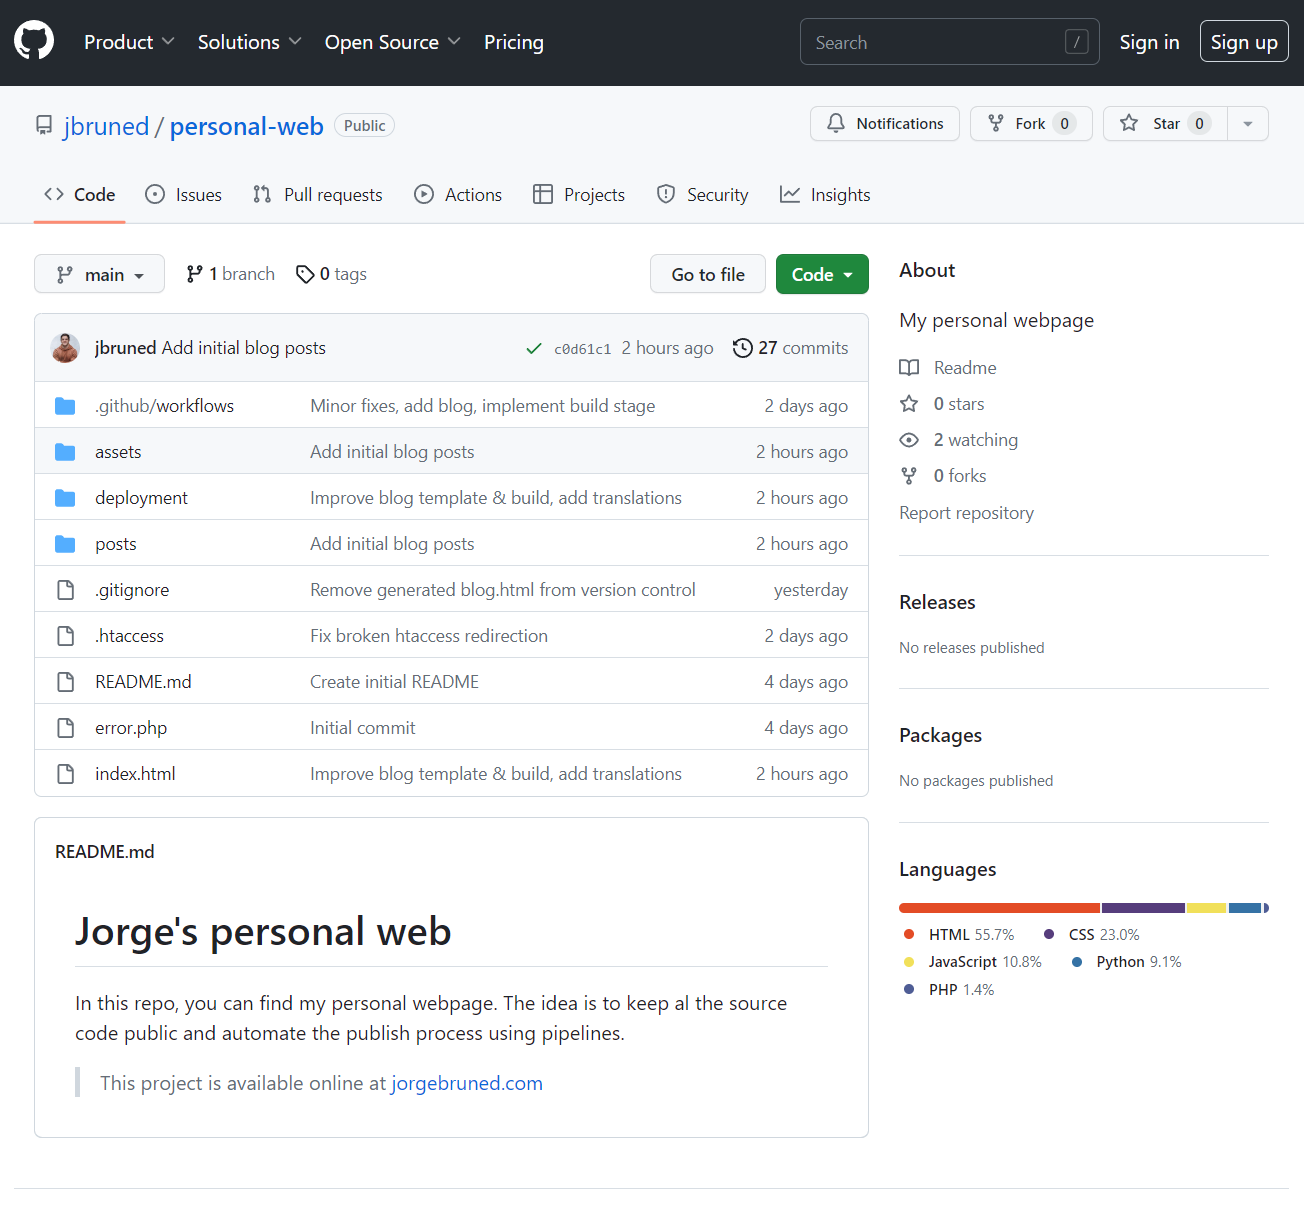 Product Solutions Open Source Pricing Search / Sign in Sign up
jbruned / personal-web Public Notifications Fork 0 Star 0
Code Issues Pull requests Actions Projects Security Insights
main 1 branch 0 tags Go to file Code
jbruned Add initial blog posts c0d61c1 2 hours ago 27 commits
.github/workflows Minor fixes, add blog, implement build stage 2 days ago
assets Add initial blog posts 2 hours ago
deployment Improve blog template & build, add translations 2 hours ago
posts Add initial blog posts 2 hours ago
.gitignore Remove generated blog.html from version control yesterday
.htaccess Fix broken htaccess redirection 2 days ago
README.md Create initial README 4 days ago
error.php Initial commit 4 days ago
index.html Improve blog template & build, add translations 2 hours ago
README.md
Jorge's personal web
In this repo, you can find my personal webpage. The idea is to keep al the source
code public and automate the publish process using pipelines.
This project is available online at jorgebruned.com
About
My personal webpage
Readme
0 stars
2 watching
0 forks
Report repository
Releases
No releases published
Packages
No packages published
Languages
HTML 55.7% CSS 23.0%
JavaScript 10.8% Python 9.1%
PHP 1.4%